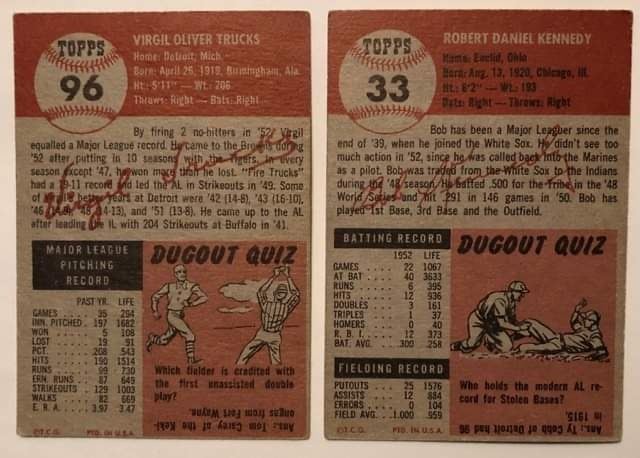 TOPPS
96
VIRGIL OLIVER TRUCKS
Home: Detroit, Mich.
Born: April 26, 1919, Birmingham, Ala.
Ht.: 5'11" — Wt.: 206
Throws: Right — Bats: Right
By firing 2 no-hitters in '52 Virgil
equalled a Major League record. He came to the Browns during
'52 after putting in 10 seasons with the Tigers. In every
season except '47, he won more than he lost. "Fire Trucks"
had a 19-11 record and led the AL in Strikeouts in '49. Some
of his better years at Detroit were '42 (14-8), '43 (16-10),
'46 '48 (14-13), and '51 (13-8). He came up to the AL
after leading the IL with 204 Strikeouts at Buffalo in '41.
Virgil Trucks
MAJOR LEAGUE
PITCHING
RECORD
PAST YR. LIFE
GAMES 35 294
INN. PITCHED 197 1682
WON 5 108
LOST 19 91
PCT. 208 543
HITS 190 1514
RUNS 99 730
ERN. RUNS 87 649
STRIKEOUTS 129 1003
WALKS 82 669
E. R. A. 3.97 3.47
DUGOUT QUIZ
Which fielder is credited with
the first unassisted double
play?
Ans.: Tom Carey of the Keki-
ongas from Fort Wayne.
©T.C.G. PTD. IN U.S.A.
TOPPS
33
ROBERT DANIEL KENNEDY
Home: Euclid, Ohio
Born: Aug. 13, 1920, Chicago, Ill.
Ht.: 6'2" — Wt.: 193
Bats: Right — Throws: Right
Bob has been a Major Leaguer since the
end of '39, when he joined the White Sox. He didn't see too
much action in '52, since he was called back into the Marines
as a pilot. Bob was traded from the White Sox to the Indians
during the '48 season. He batted .500 for the Tribe in the '48
World Series and hit .291 in 146 games in '50. Bob has
played 1st Base, 3rd Base and the Outfield.
Bob Kennedy
BATTING RECORD
1952 LIFE
GAMES 22 1067
AT BAT 40 3633
RUNS 6 395
HITS 12 936
DOUBLES 3 161
TRIPLES 1 37
HOMERS 0 40
R. B. I. 12 373
BAT. AVG. .300 .258
FIELDING RECORD
PUTOUTS 25 1576
ASSISTS 12 884
ERRORS 0 104
FIELD AVG. 1.000 .959
DUGOUT QUIZ
Who holds the modern AL re-
cord for Stolen Bases?
Ans.: Ty Cobb of Detroit had 96
in 1915.
©T.C.G. PTD. IN U.S.A.